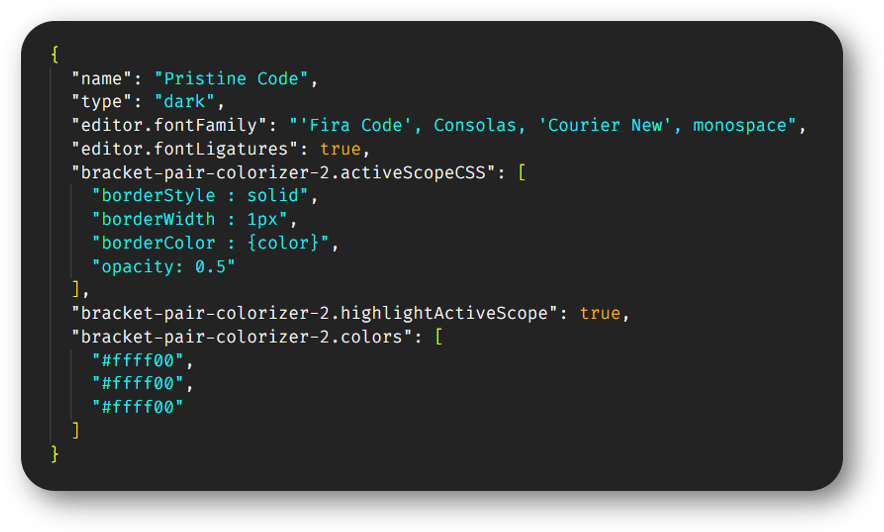 {
  "name": "Pristine Code",
  "type": "dark",
  "editor.fontFamily": "'Fira Code', Consolas, 'Courier New', monospace",
  "editor.fontLigatures": true,
  "bracket-pair-colorizer-2.activeScopeCSS": [
    "borderStyle : solid",
    "borderWidth : 1px",
    "borderColor : {color}",
    "opacity: 0.5"
  ],
  "bracket-pair-colorizer-2.highlightActiveScope": true,
  "bracket-pair-colorizer-2.colors": [
    "#ffff00",
    "#ffff00",
    "#ffff00"
  ]
}